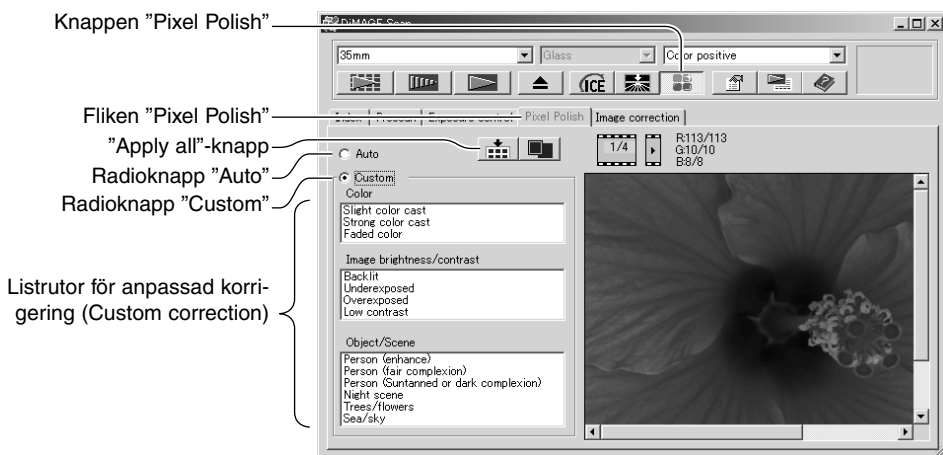 Knappen ”Pixel Polish”
Fliken ”Pixel Polish”
”Apply all”-knapp
Radioknapp ”Auto”
Radioknapp ”Custom”
Listrutor för anpassad korri-
gering (Custom correction)
DiMAGE Scan
35mm
Glass
Color positive
ICE
Index
Prescan
Exposure control
Pixel Polish
Image correction
Auto
1/4
R:113/113
G:10/10
B:8/8
Custom
Color
Slight color cast
Strong color cast
Faded color
Image brightness/contrast
Backlit
Underexposed
Overexposed
Low contrast
Object/Scene
Person (enhance)
Person (fair complexion)
Person (Suntanned or dark complexion)
Night scene
Trees/flowers
Sea/sky